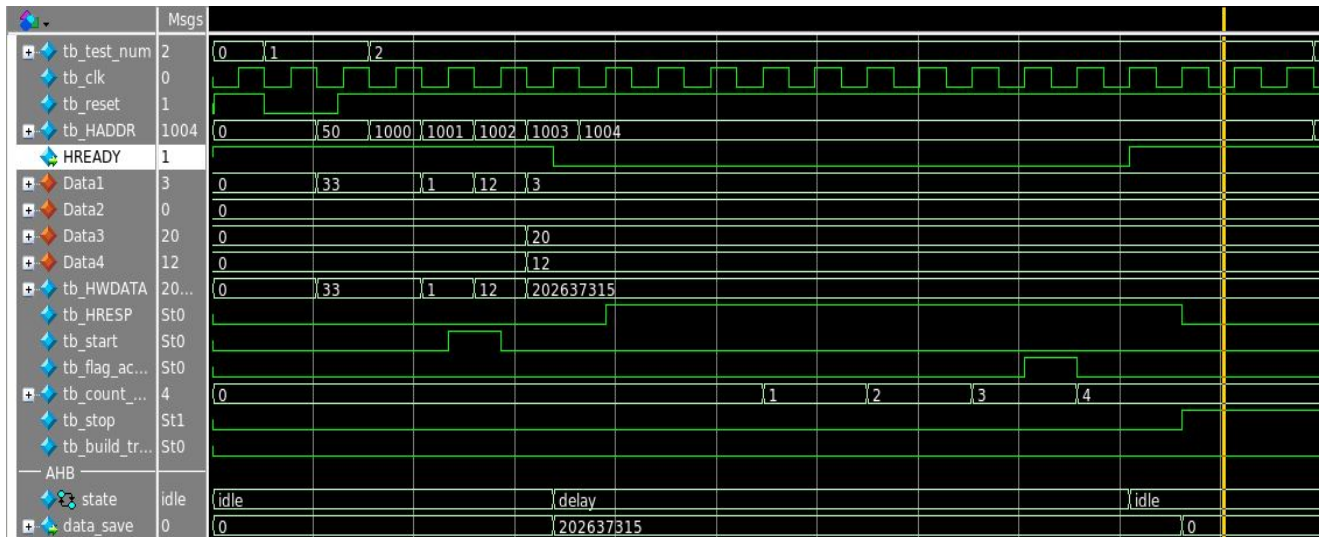 Msgs
tb_test_num 2 0 1 2
tb_clk 0
tb_reset 1
tb_HADDR 1004 0 50 1000 1001 1002 1003 1004
HREADY 1
Data1 3 0 33 1 12 3
Data2 0 0
Data3 20 0 20
Data4 12 0 12
tb_HWDATA 20... 0 33 1 12 202637315
tb_HRESP St0
tb_start St0
tb_flag_ac... St0
tb_count_... 4 0 1 2 3 4
tb_stop St1
tb_build_tr... St0
AHB
state idle idle delay idle
data_save 0 0 202637315 0